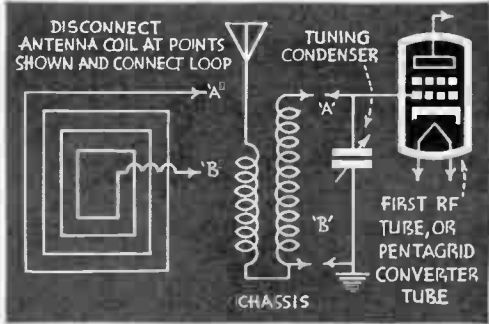 DISCONNECT
ANTENNA COIL AT POINTS
SHOWN AND CONNECT LOOP
'A'
'B
TUNING
CONDENSER
'A'
'B'
CHASSIS
FIRST RF
TUBE, OR
PENTAGRID
CONVERTER
TUBE